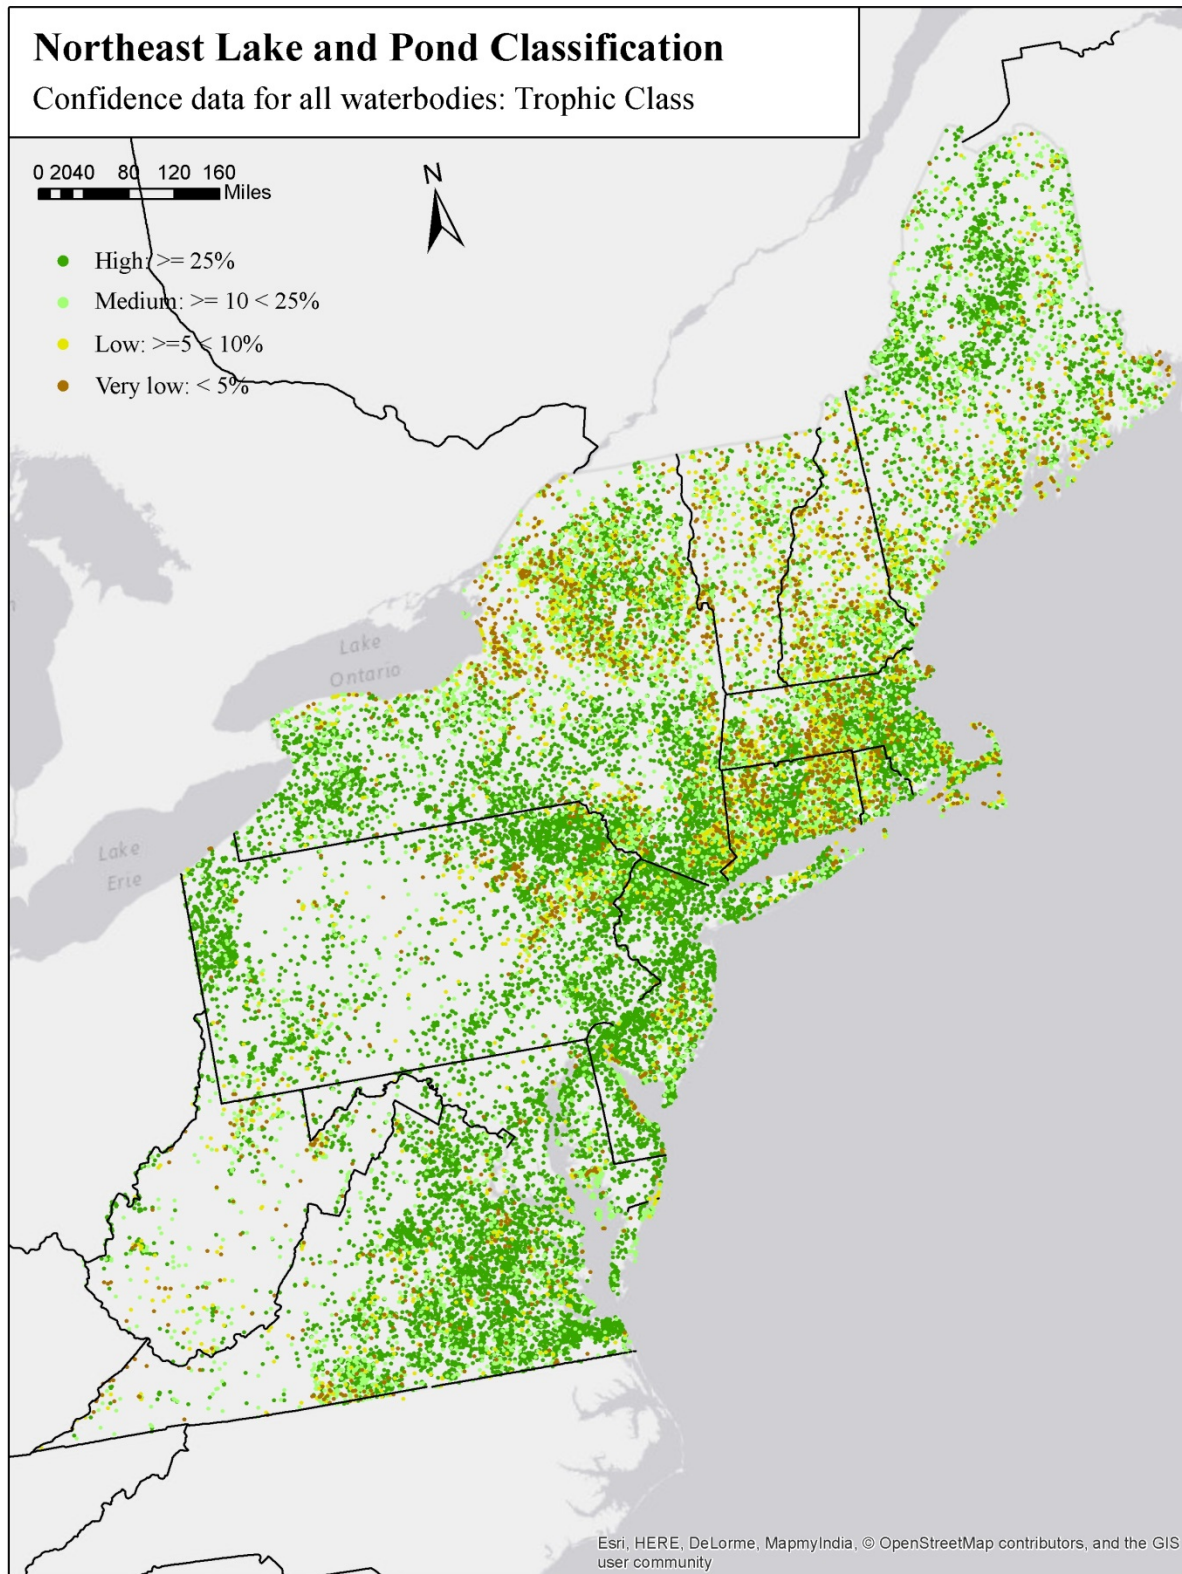 Northeast Lake and Pond Classification
Confidence data for all waterbodies: Trophic Class
0 2040 80 120 160
Miles
N
High: >= 25%
Medium: >= 10 < 25%
Low: >=5 < 10%
Very low: < 5%
Lake
Ontario
Lake
Erie
Esri, HERE, DeLorme, MapmyIndia, © OpenStreetMap contributors, and the GIS
user community